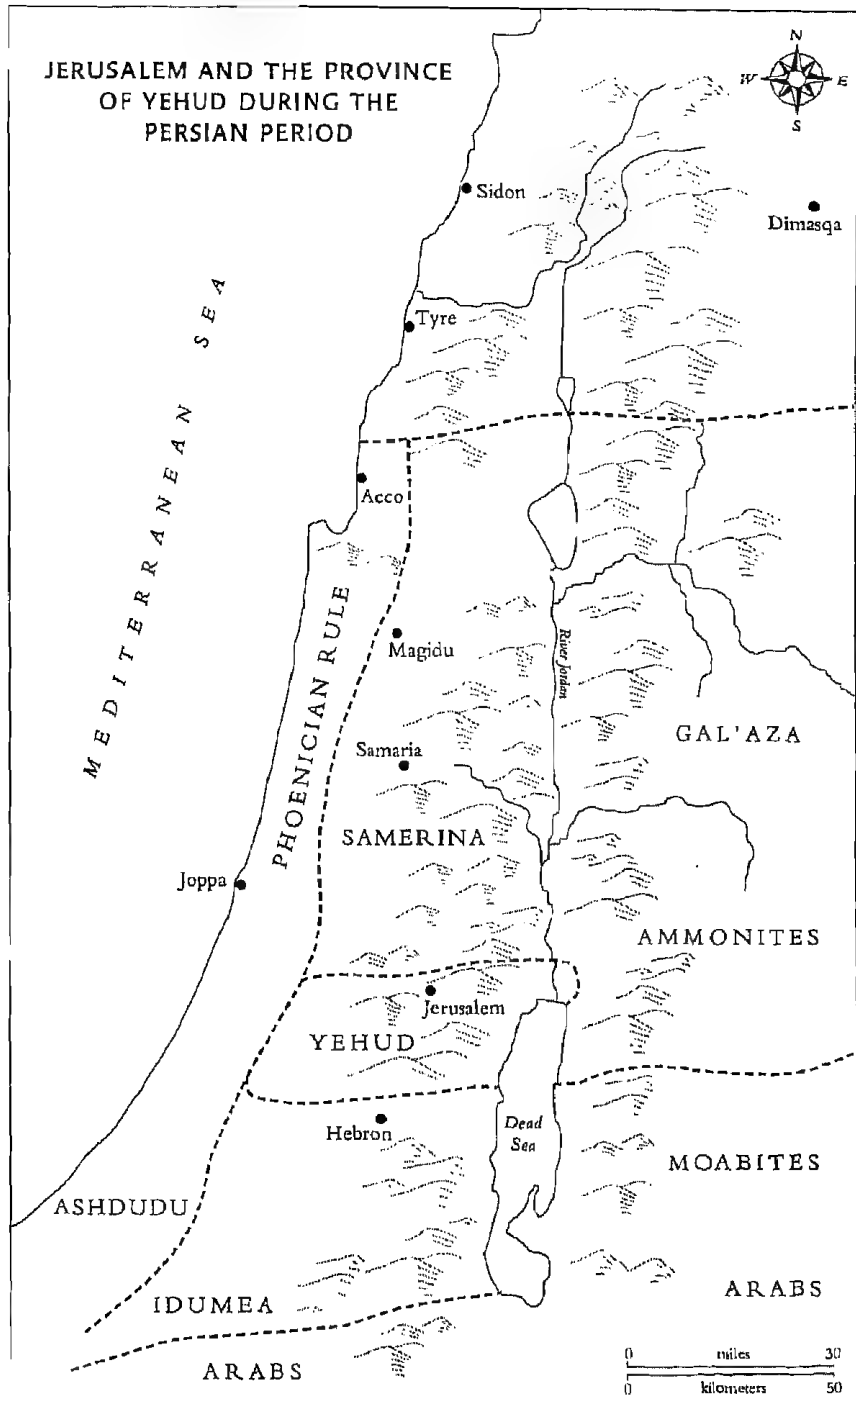 JERUSALEM AND THE PROVINCE
OF YEHUD DURING THE
PERSIAN PERIOD
N
W E
S
Sidon
Dimasqa
MEDITERRANEAN SEA
Tyre
Acco
PHOENICIAN RULE
Magidu
River Jordan
GAL'AZA
Samaria
SAMERINA
Joppa
AMMONITES
Jerusalem
YEHUD
Dead
Sea
Hebron
MOABITES
ASHDUDU
IDUMEA
ARABS
ARABS
0 miles 30
0 kilometers 50